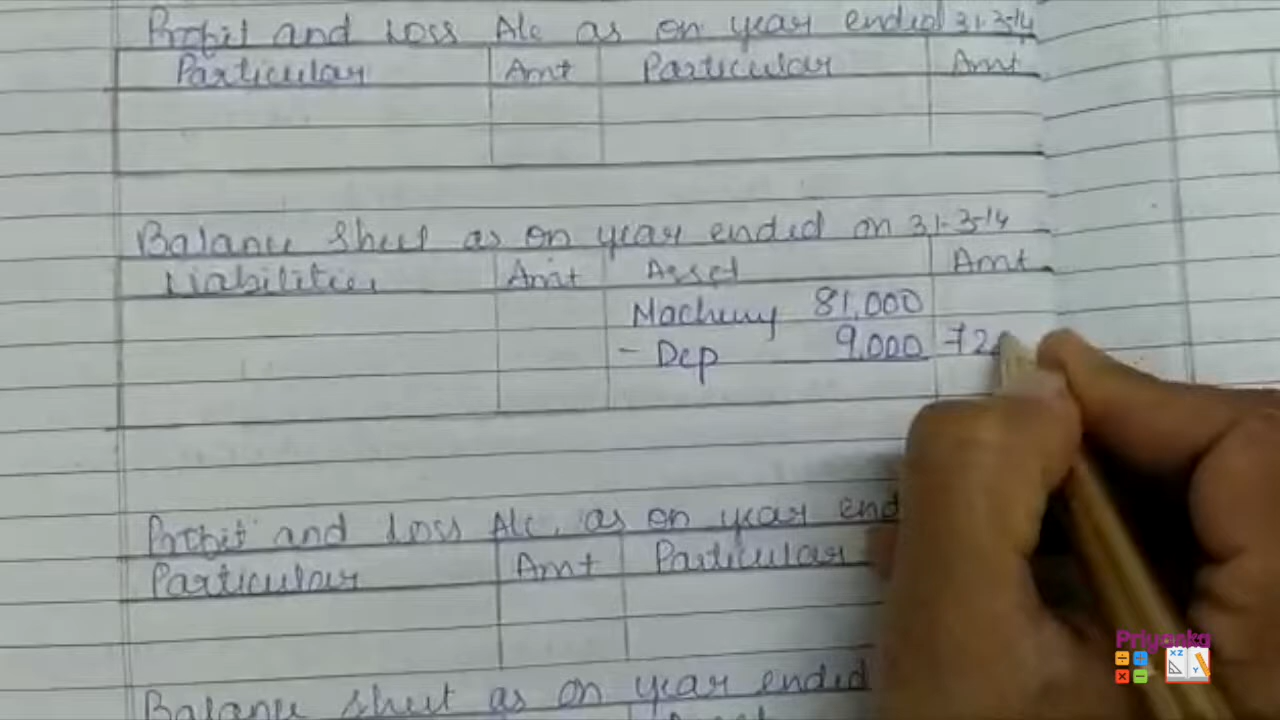 Profit and Loss A/c as on year ended 31-3-14
Particular Amt Particular Amt
Balance Sheet as on year ended on 31-3-14
Liabilities Amt Asset Amt
Machenry 81,000
- Dep 9,000 72,
Profit and Loss A/c. as on year end
Particular Amt Particular
Balance Sheet as on year ended
Priyanka